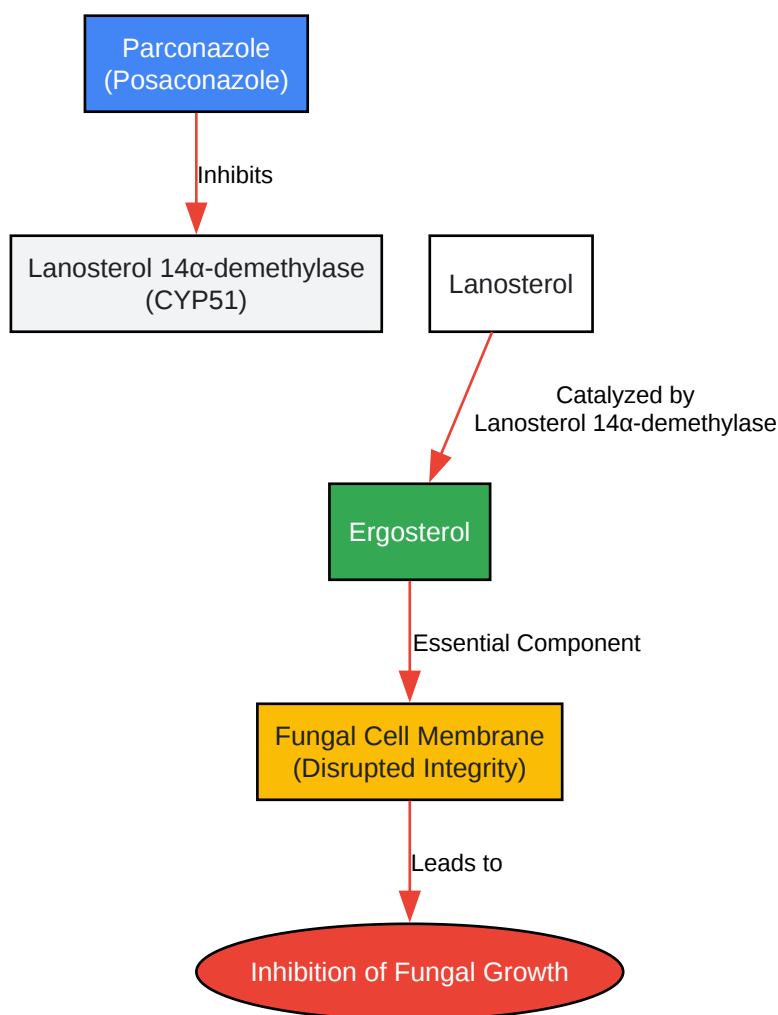 Parconazole
(Posaconazole)
Inhibits
Lanosterol 14α-demethylase
(CYP51)
Lanosterol
Catalyzed by
Lanosterol 14α-demethylase
Ergosterol
Essential Component
Fungal Cell Membrane
(Disrupted Integrity)
Leads to
Inhibition of Fungal Growth